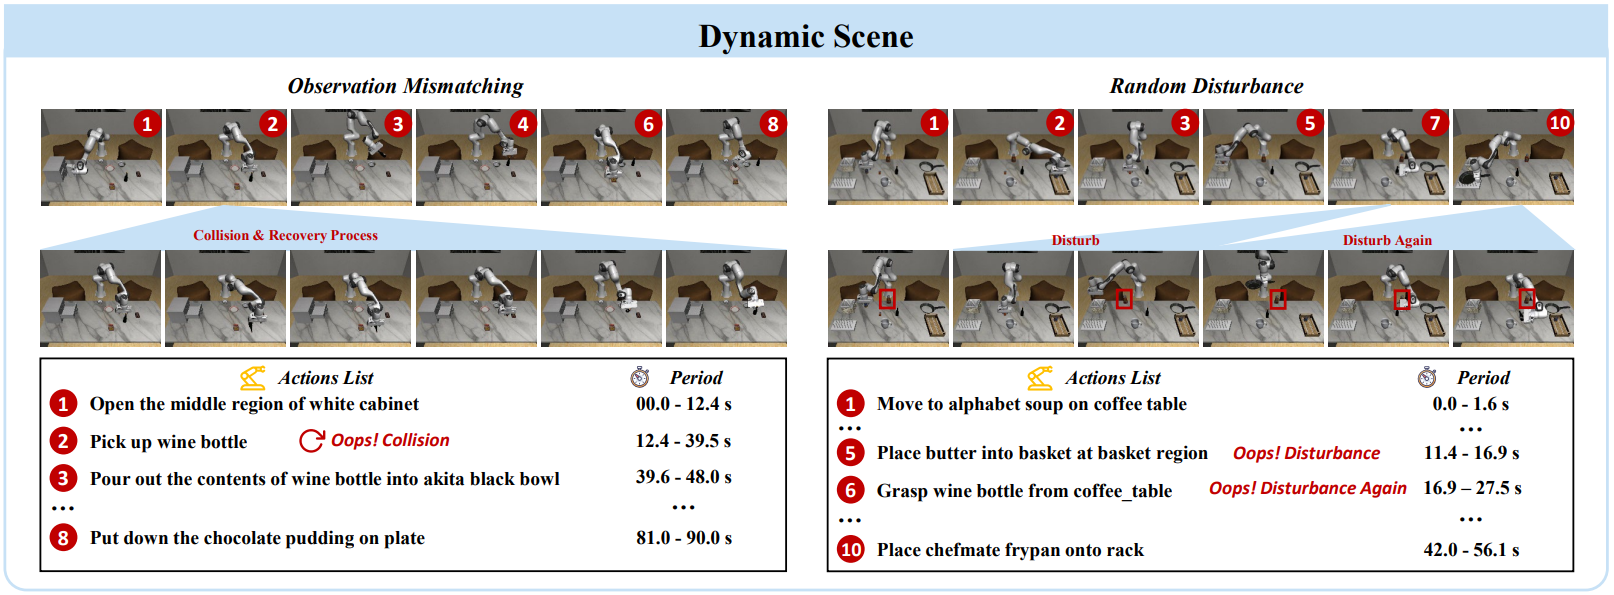 Dynamic Scene
Observation Mismatching
1 2 3 4 6 8
Collision & Recovery Process
Actions List Period
1 Open the middle region of white cabinet 00.0 - 12.4 s
2 Pick up wine bottle Oops! Collision 12.4 - 39.5 s
3 Pour out the contents of wine bottle into akita black bowl 39.6 - 48.0 s
... ...
8 Put down the chocolate pudding on plate 81.0 - 90.0 s
Random Disturbance
1 2 3 5 7 10
Disturb Disturb Again
Actions List Period
1 Move to alphabet soup on coffee table 0.0 - 1.6 s
... ...
5 Place butter into basket at basket region Oops! Disturbance 11.4 - 16.9 s
6 Grasp wine bottle from coffee_table Oops! Disturbance Again 16.9 – 27.5 s
... ...
10 Place chefmate frypan onto rack 42.0 - 56.1 s